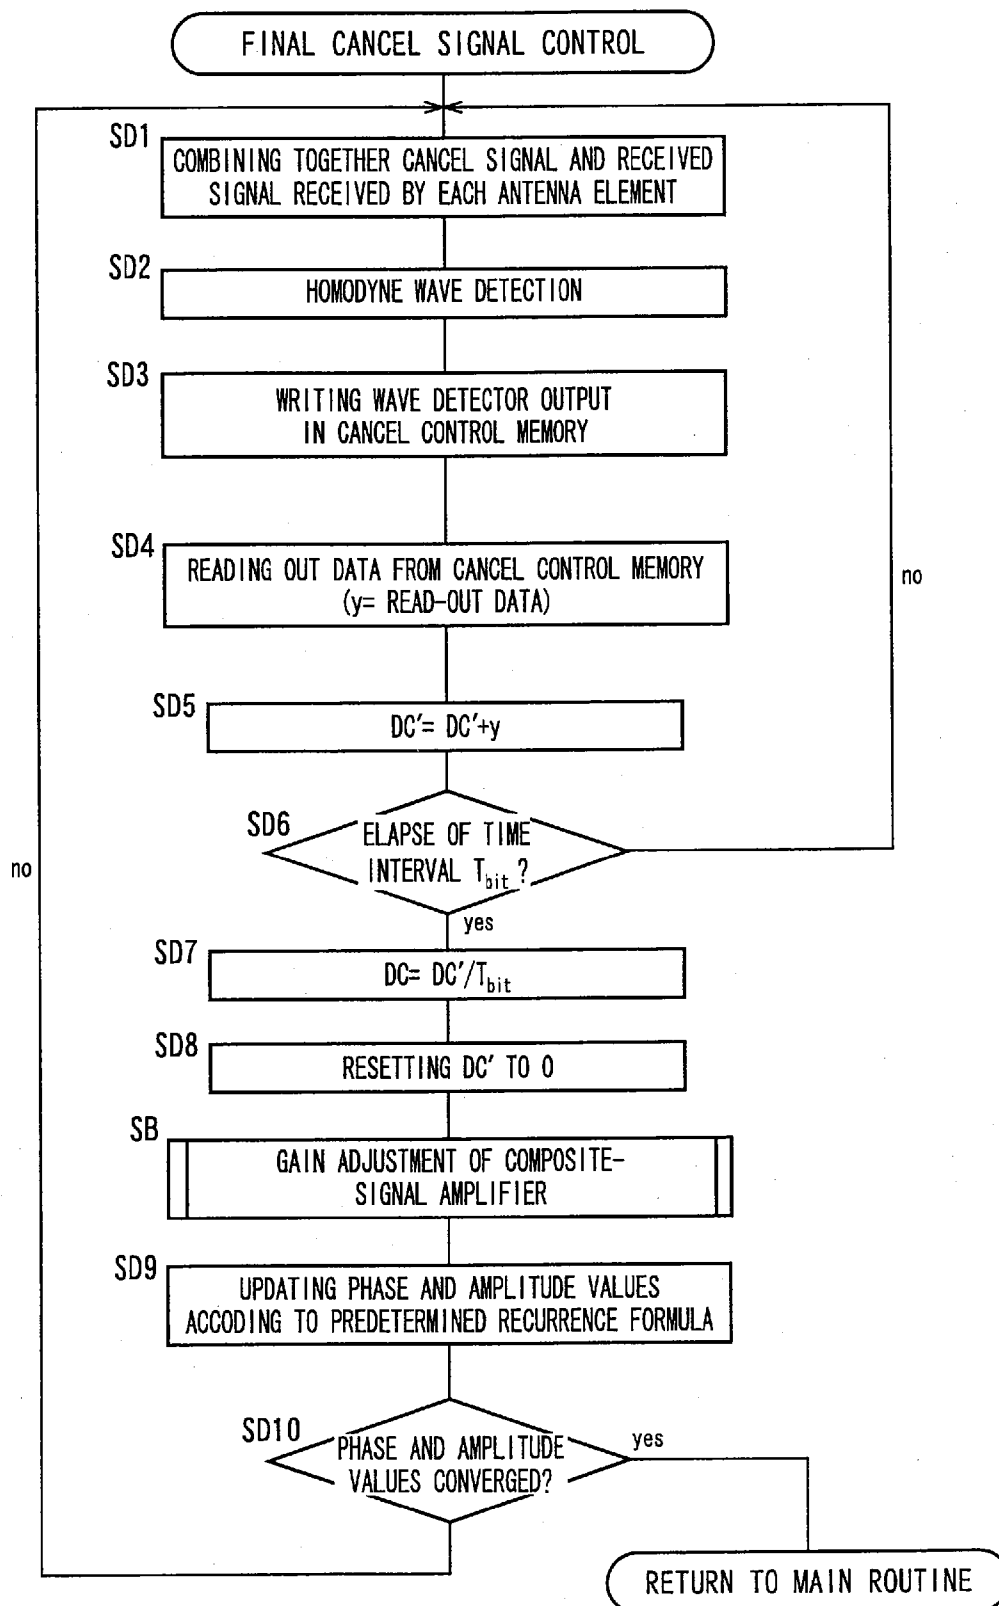 FINAL CANCEL SIGNAL CONTROL
SD1
COMBINING TOGETHER CANCEL SIGNAL AND RECEIVED
SIGNAL RECEIVED BY EACH ANTENNA ELEMENT
SD2
HOMODYNE WAVE DETECTION
SD3
WRITING WAVE DETECTOR OUTPUT
IN CANCEL CONTROL MEMORY
SD4
READING OUT DATA FROM CANCEL CONTROL MEMORY
(y= READ-OUT DATA)
no
SD5
DC'= DC'+y
SD6
ELAPSE OF TIME
INTERVAL Tbit ?
no
yes
SD7
DC= DC'/Tbit
SD8
RESETTING DC' TO 0
SB
GAIN ADJUSTMENT OF COMPOSITE-
SIGNAL AMPLIFIER
SD9
UPDATING PHASE AND AMPLITUDE VALUES
ACCODING TO PREDETERMINED RECURRENCE FORMULA
SD10
PHASE AND AMPLITUDE
VALUES CONVERGED?
yes
RETURN TO MAIN ROUTINE